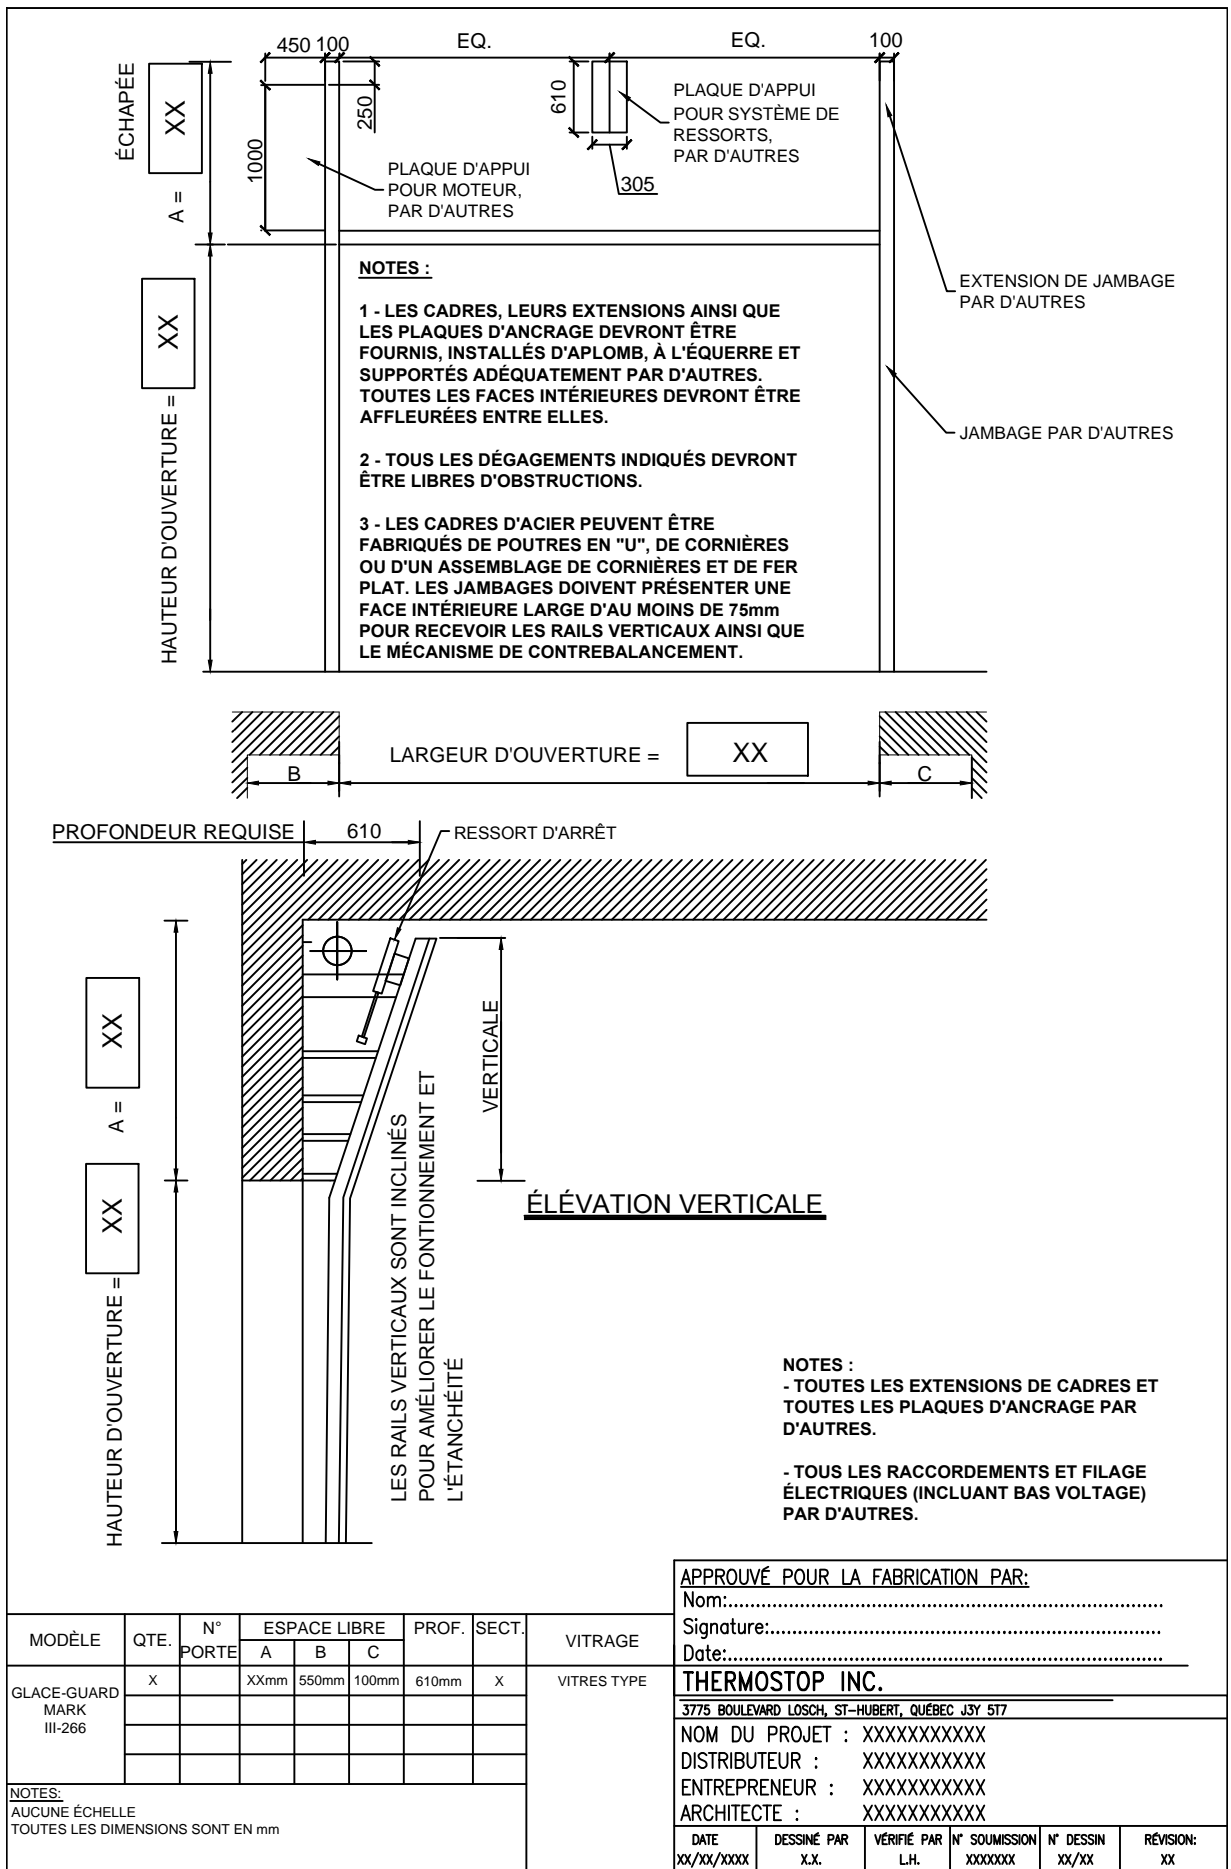 450 100 EQ. EQ. 100
ÉCHAPÉE
XX
A =
1000
250
610
305
PLAQUE D'APPUI
POUR SYSTÈME DE
RESSORTS,
PAR D'AUTRES
PLAQUE D'APPUI
POUR MOTEUR,
PAR D'AUTRES
EXTENSION DE JAMBAGE
PAR D'AUTRES
JAMBAGE PAR D'AUTRES
XX
HAUTEUR D'OUVERTURE =
NOTES :
1 - LES CADRES, LEURS EXTENSIONS AINSI QUE
LES PLAQUES D'ANCRAGE DEVRONT ÊTRE
FOURNIS, INSTALLÉS D'APLOMB, À L'ÉQUERRE ET
SUPPORTÉS ADÉQUATEMENT PAR D'AUTRES.
TOUTES LES FACES INTÉRIEURES DEVRONT ÊTRE
AFFLEURÉES ENTRE ELLES.
2 - TOUS LES DÉGAGEMENTS INDIQUÉS DEVRONT
ÊTRE LIBRES D'OBSTRUCTIONS.
3 - LES CADRES D'ACIER PEUVENT ÊTRE
FABRIQUÉS DE POUTRES EN "U", DE CORNIÈRES
OU D'UN ASSEMBLAGE DE CORNIÈRES ET DE FER
PLAT. LES JAMBAGES DOIVENT PRÉSENTER UNE
FACE INTÉRIEURE LARGE D'AU MOINS DE 75mm
POUR RECEVOIR LES RAILS VERTICAUX AINSI QUE
LE MÉCANISME DE CONTREBALANCEMENT.
LARGEUR D'OUVERTURE = XX
B
C
PROFONDEUR REQUISE 610
RESSORT D'ARRÊT
XX
A =
XX
HAUTEUR D'OUVERTURE =
VERTICALE
LES RAILS VERTICAUX SONT INCLINÉS
POUR AMÉLIORER LE FONTIONNEMENT ET
L'ÉTANCHÉITÉ
ÉLÉVATION VERTICALE
NOTES :
- TOUTES LES EXTENSIONS DE CADRES ET
TOUTES LES PLAQUES D'ANCRAGE PAR
D'AUTRES.
- TOUS LES RACCORDEMENTS ET FILAGE
ÉLECTRIQUES (INCLUANT BAS VOLTAGE)
PAR D'AUTRES.
MODÈLE QTE. N° PORTE ESPACE LIBRE A B C PROF. SECT. VITRAGE
GLACE-GUARD
MARK
III-266
X XXmm 550mm 100mm 610mm X VITRES TYPE
NOTES:
AUCUNE ÉCHELLE
TOUTES LES DIMENSIONS SONT EN mm
APPROUVÉ POUR LA FABRICATION PAR:
Nom:
Signature:
Date:
THERMOSTOP INC.
3775 BOULEVARD LOSCH, ST-HUBERT, QUÉBEC J3Y 5T7
NOM DU PROJET : XXXXXXXXXXX
DISTRIBUTEUR : XXXXXXXXXXX
ENTREPRENEUR : XXXXXXXXXXX
ARCHITECTE : XXXXXXXXXXX
DATE DESSINÉ PAR VÉRIFIÉ PAR N° SOUMISSION N° DESSIN RÉVISION:
XX/XX/XXXX X.X. L.H. XXXXXXX XX/XX XX